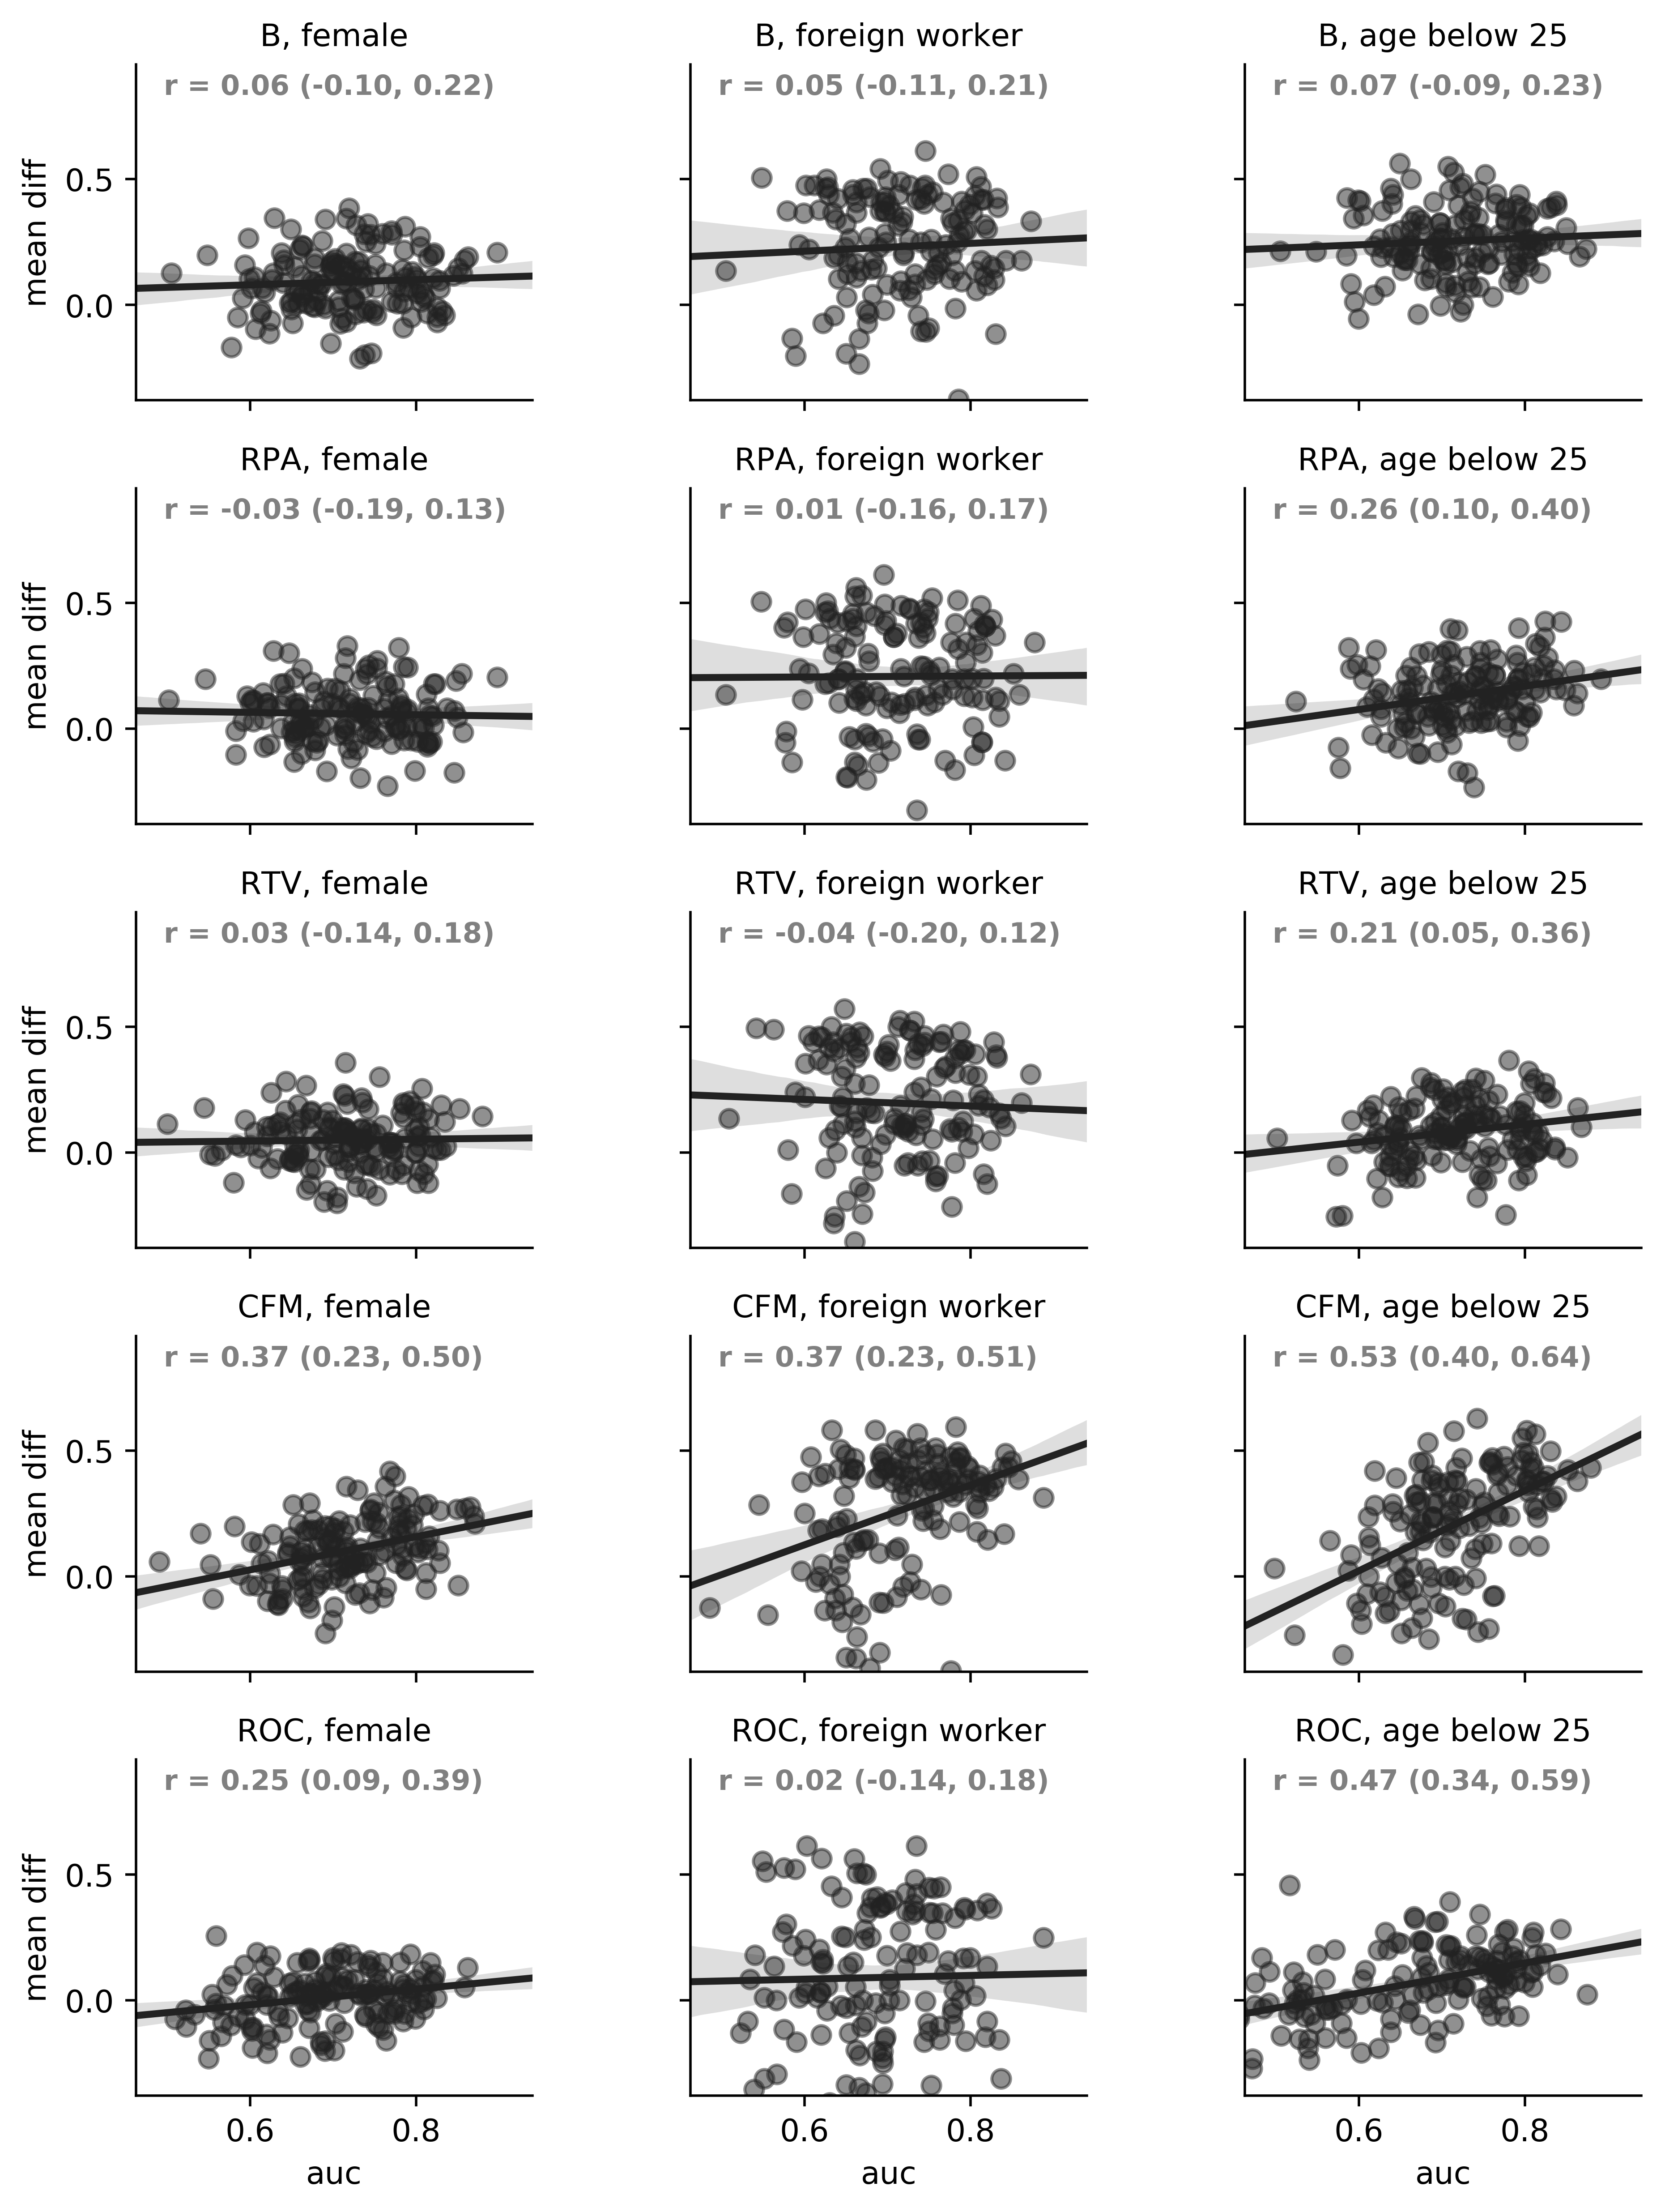 B, female
B, foreign worker
B, age below 25
r = 0.06 (-0.10, 0.22)
r = 0.05 (-0.11, 0.21)
r = 0.07 (-0.09, 0.23)
mean diff
0.5
0.0
RPA, female
RPA, foreign worker
RPA, age below 25
r = -0.03 (-0.19, 0.13)
r = 0.01 (-0.16, 0.17)
r = 0.26 (0.10, 0.40)
mean diff
0.5
0.0
RTV, female
RTV, foreign worker
RTV, age below 25
r = 0.03 (-0.14, 0.18)
r = -0.04 (-0.20, 0.12)
r = 0.21 (0.05, 0.36)
mean diff
0.5
0.0
CFM, female
CFM, foreign worker
CFM, age below 25
r = 0.37 (0.23, 0.50)
r = 0.37 (0.23, 0.51)
r = 0.53 (0.40, 0.64)
mean diff
0.5
0.0
ROC, female
ROC, foreign worker
ROC, age below 25
r = 0.25 (0.09, 0.39)
r = 0.02 (-0.14, 0.18)
r = 0.47 (0.34, 0.59)
mean diff
0.5
0.0
0.6 0.8
0.6 0.8
0.6 0.8
auc
auc
auc